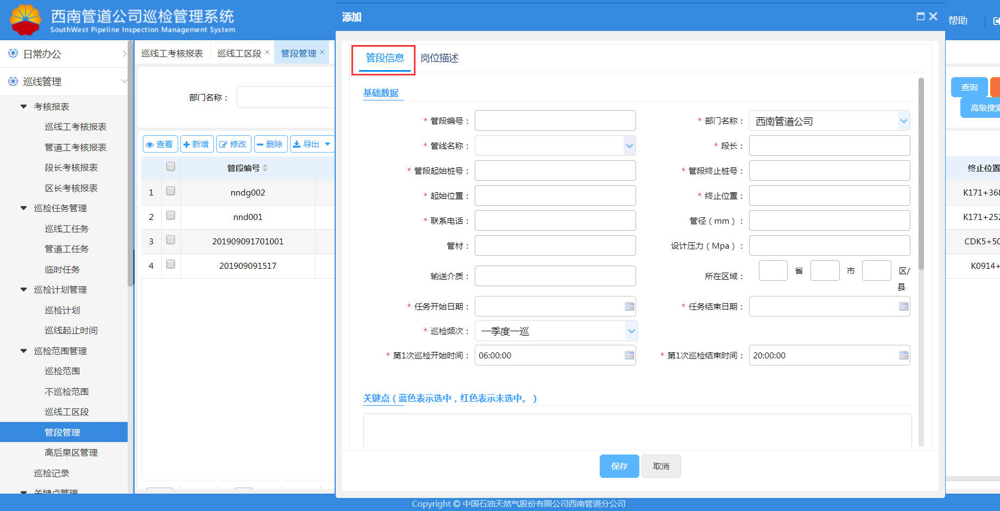 西南管道公司巡检管理系统
SouthWest Pipeline Inspection Management System
帮助
日常办公
巡线管理
考核报表
巡线工考核报表
管道工考核报表
段长考核报表
区长考核报表
巡检任务管理
巡线工任务
管道工任务
临时任务
巡检计划管理
巡检计划
巡线起止时间
巡检范围管理
巡检范围
不巡检范围
巡线工区段
管段管理
高后果区管理
巡检记录
关键点管理
巡线工考核报表
巡线工区段
管段管理
部门名称：
查看
新增
修改
删除
导出
管段编号
1 nndg002
2 nnd001
3 201909091701001
4 201909091517
添加
管段信息
岗位描述
基础数据
* 管段编号：
* 部门名称： 西南管道公司
* 管线名称：
* 段长：
* 管段起始桩号：
* 管段终止桩号：
* 起始位置：
* 终止位置：
* 联系电话：
管径（mm）：
管材：
设计压力（Mpa）：
输送介质：
所在区域： 省 市 区/
县
* 任务开始日期：
* 任务结束日期：
* 巡检频次： 一季度一巡
* 第1次巡检开始时间： 06:00:00
* 第1次巡检结束时间： 20:00:00
关键点（蓝色表示选中，红色表示未选中。）
保存
取消
查询
高级搜索
终止位置
K171+368
K171+252
CDK5+50
K0914+
Copyright © 中国石油天然气股份有限公司西南管道分公司